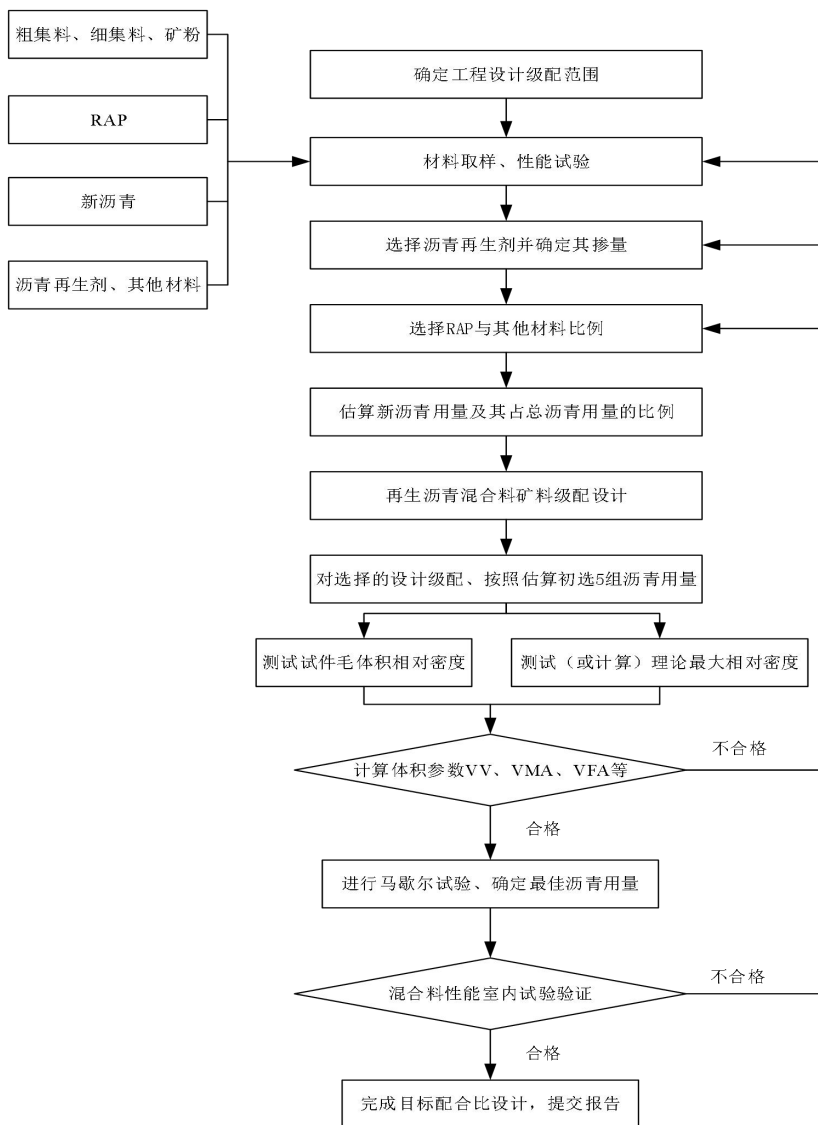 粗集料、细集料、矿粉
RAP
新沥青
沥青再生剂、其他材料
确定工程设计级配范围
材料取样、性能试验
选择沥青再生剂并确定其掺量
选择RAP与其他材料比例
估算新沥青用量及其占总沥青用量的比例
再生沥青混合料矿料级配设计
对选择的设计级配、按照估算初选5组沥青用量
测试试件毛体积相对密度
测试（或计算）理论最大相对密度
计算体积参数VV、VMA、VFA等
不合格
合格
进行马歇尔试验、确定最佳沥青用量
混合料性能室内试验验证
不合格
合格
完成目标配合比设计，提交报告